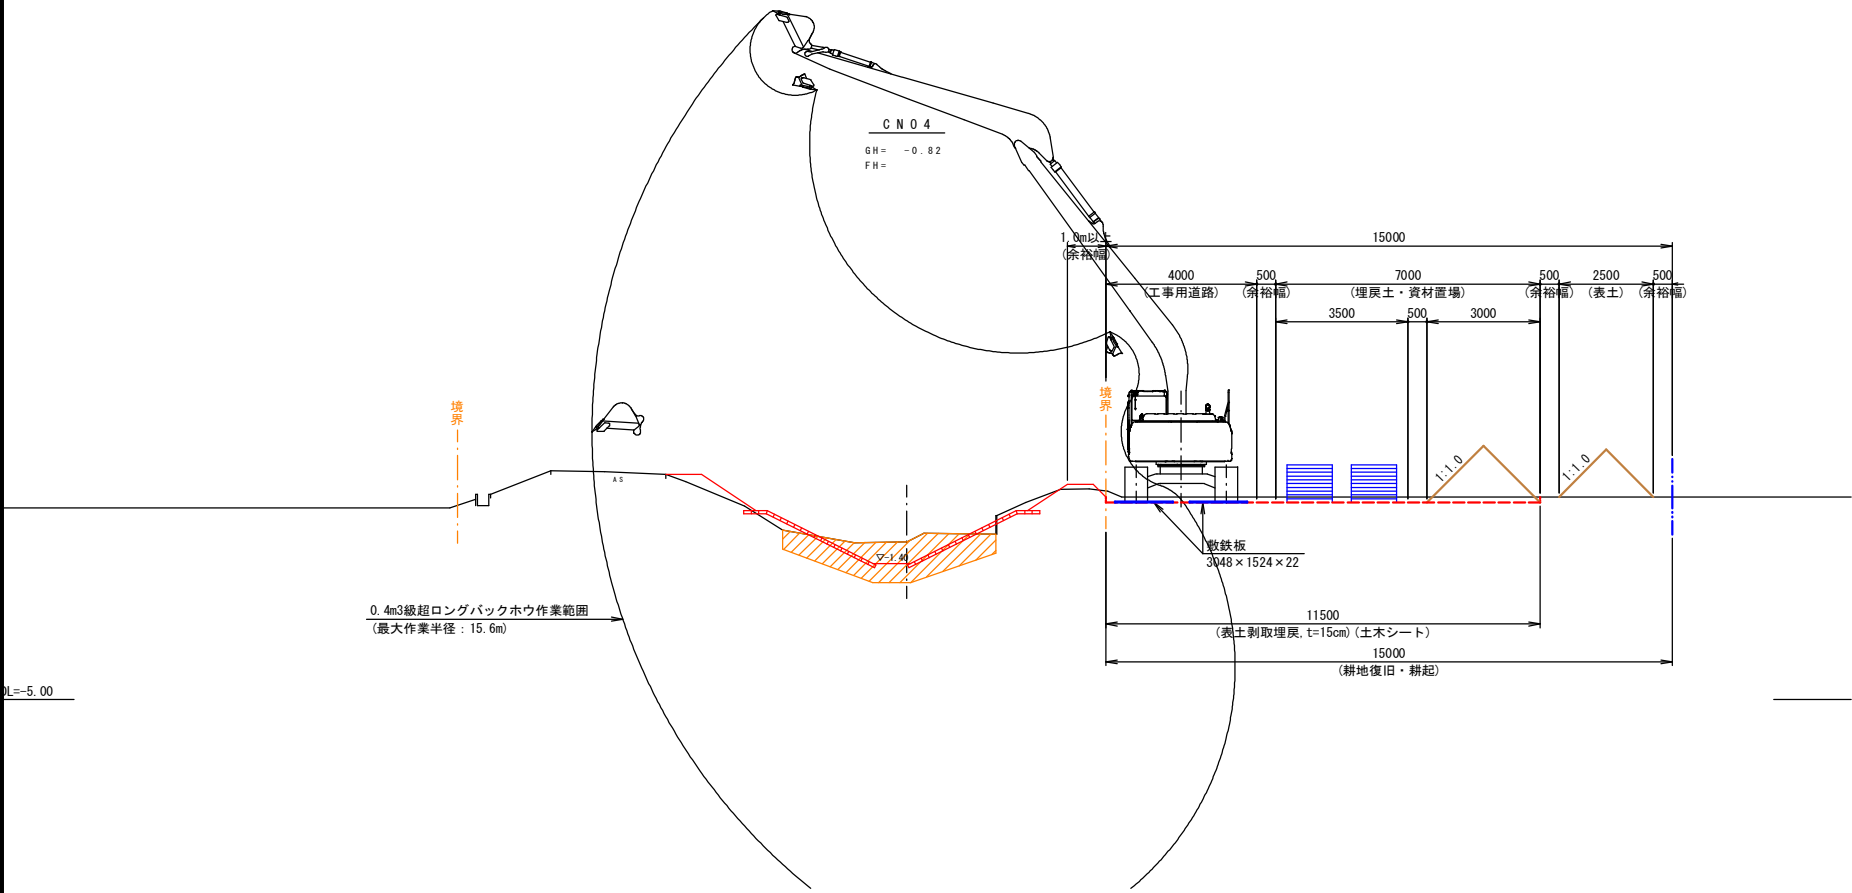 CNO4
GH= -0.82
FH=
1.0m以上
(余裕幅)
15000
4000
(工事用道路)
500
(余裕幅)
7000
(埋戻土・資材置場)
500
(余裕幅)
2500
(表土)
500
(余裕幅)
3500
500
3000
境界
境界
1:1.0
1:1.0
AS
▽-1.40
敷鉄板
3048×1524×22
0.4m3級超ロングバックホウ作業範囲
(最大作業半径：15.6m)
11500
(表土剥取埋戻,t=15cm)(土木シート)
15000
(耕地復旧・耕起)
DL=-5.00